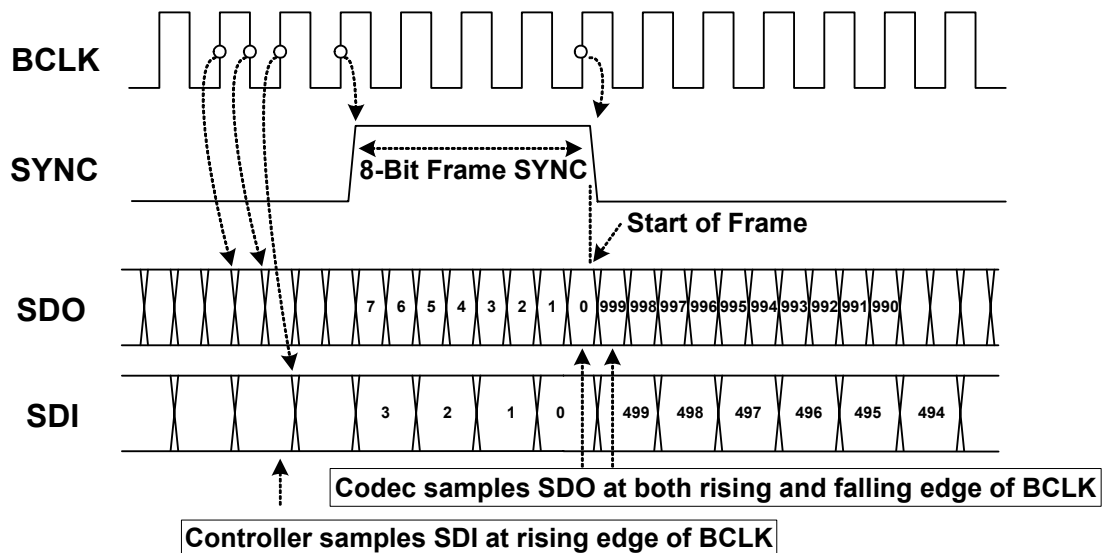 BCLK
SYNC
8-Bit Frame SYNC
Start of Frame
SDO
7 6 5 4 3 2 1 0 999 998 997 996 995 994 993 992 991 990
SDI
3 2 1 0 499 498 497 496 495 494
Codec samples SDO at both rising and falling edge of BCLK
Controller samples SDI at rising edge of BCLK